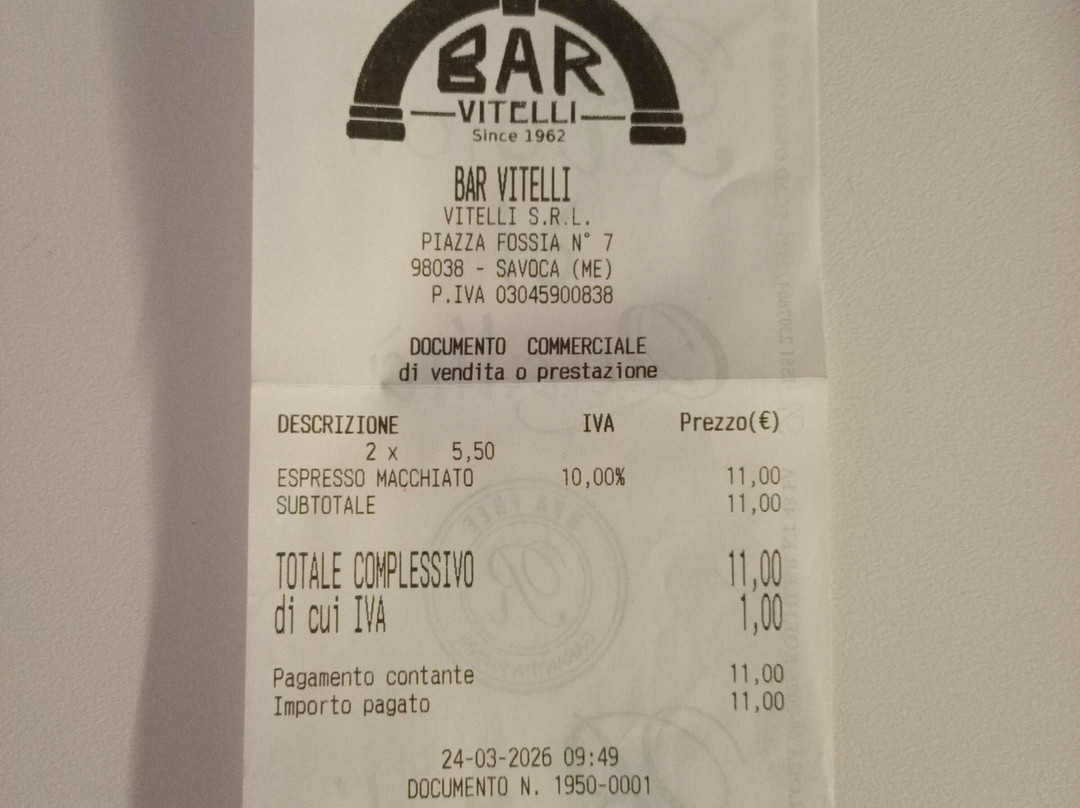 BAR
VITELLI
Since 1962
BAR VITELLI
VITELLI S.R.L.
PIAZZA FOSSIA N° 7
98038 - SAVOCA (ME)
P.IVA 03045900838
DOCUMENTO COMMERCIALE
di vendita o prestazione
DESCRIZIONE IVA Prezzo(€)
2 x 5,50
ESPRESSO MACCHIATO 10,00% 11,00
SUBTOTALE 11,00
TOTALE COMPLESSIVO 11,00
di cui IVA 1,00
Pagamento contante 11,00
Importo pagato 11,00
24-03-2026 09:49
DOCUMENTO N. 1950-0001
BPA FREE